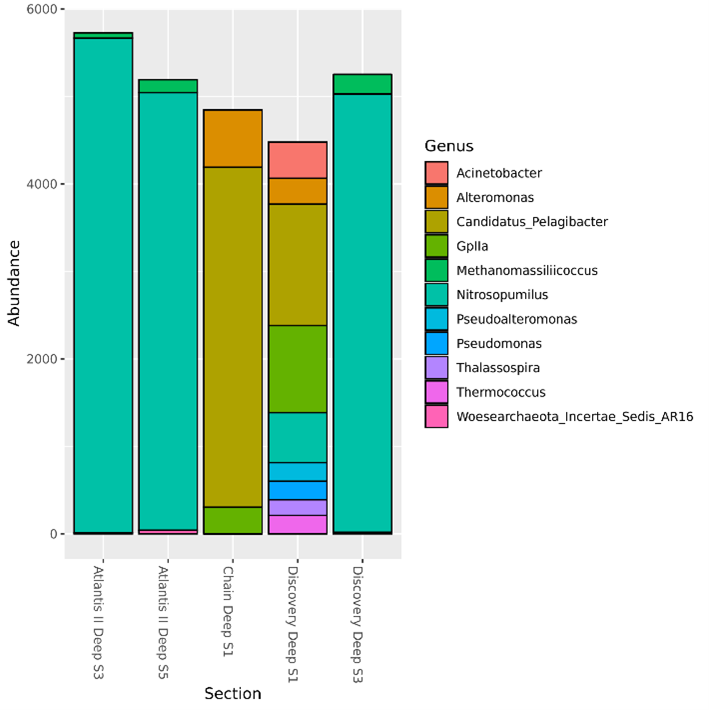 6000
4000
2000
0
Abundance
Atlantis II Deep S3
Atlantis II Deep S5
Chain Deep S1
Discovery Deep S1
Discovery Deep S3
Section
Genus
Acinetobacter
Alteromonas
Candidatus_Pelagibacter
GpIIa
Methanomassiliicoccus
Nitrosopumilus
Pseudoalteromonas
Pseudomonas
Thalassospira
Thermococcus
Woesearchaeota_Incertae_Sedis_AR16